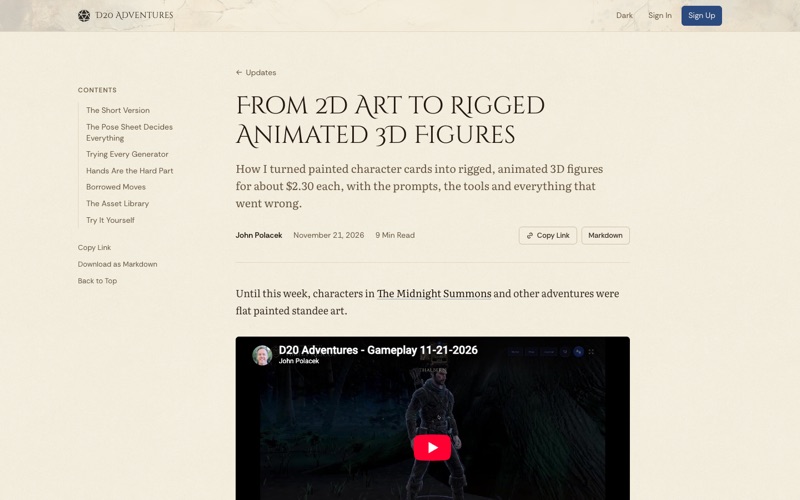 D20 Adventures
Dark
Sign In
Sign Up
← Updates
CONTENTS
The Short Version
The Pose Sheet Decides
Everything
Trying Every Generator
Hands Are the Hard Part
Borrowed Moves
The Asset Library
Try It Yourself
Copy Link
Download as Markdown
Back to Top
From 2D Art to Rigged
Animated 3D Figures
How I turned painted character cards into rigged, animated 3D figures
for about $2.30 each, with the prompts, the tools and everything that
went wrong.
John Polacek November 21, 2026 9 Min Read
Copy Link
Markdown
Until this week, characters in The Midnight Summons and other adventures were
flat painted standee art.
D20 Adventures - Gameplay 11-21-2026
John Polacek